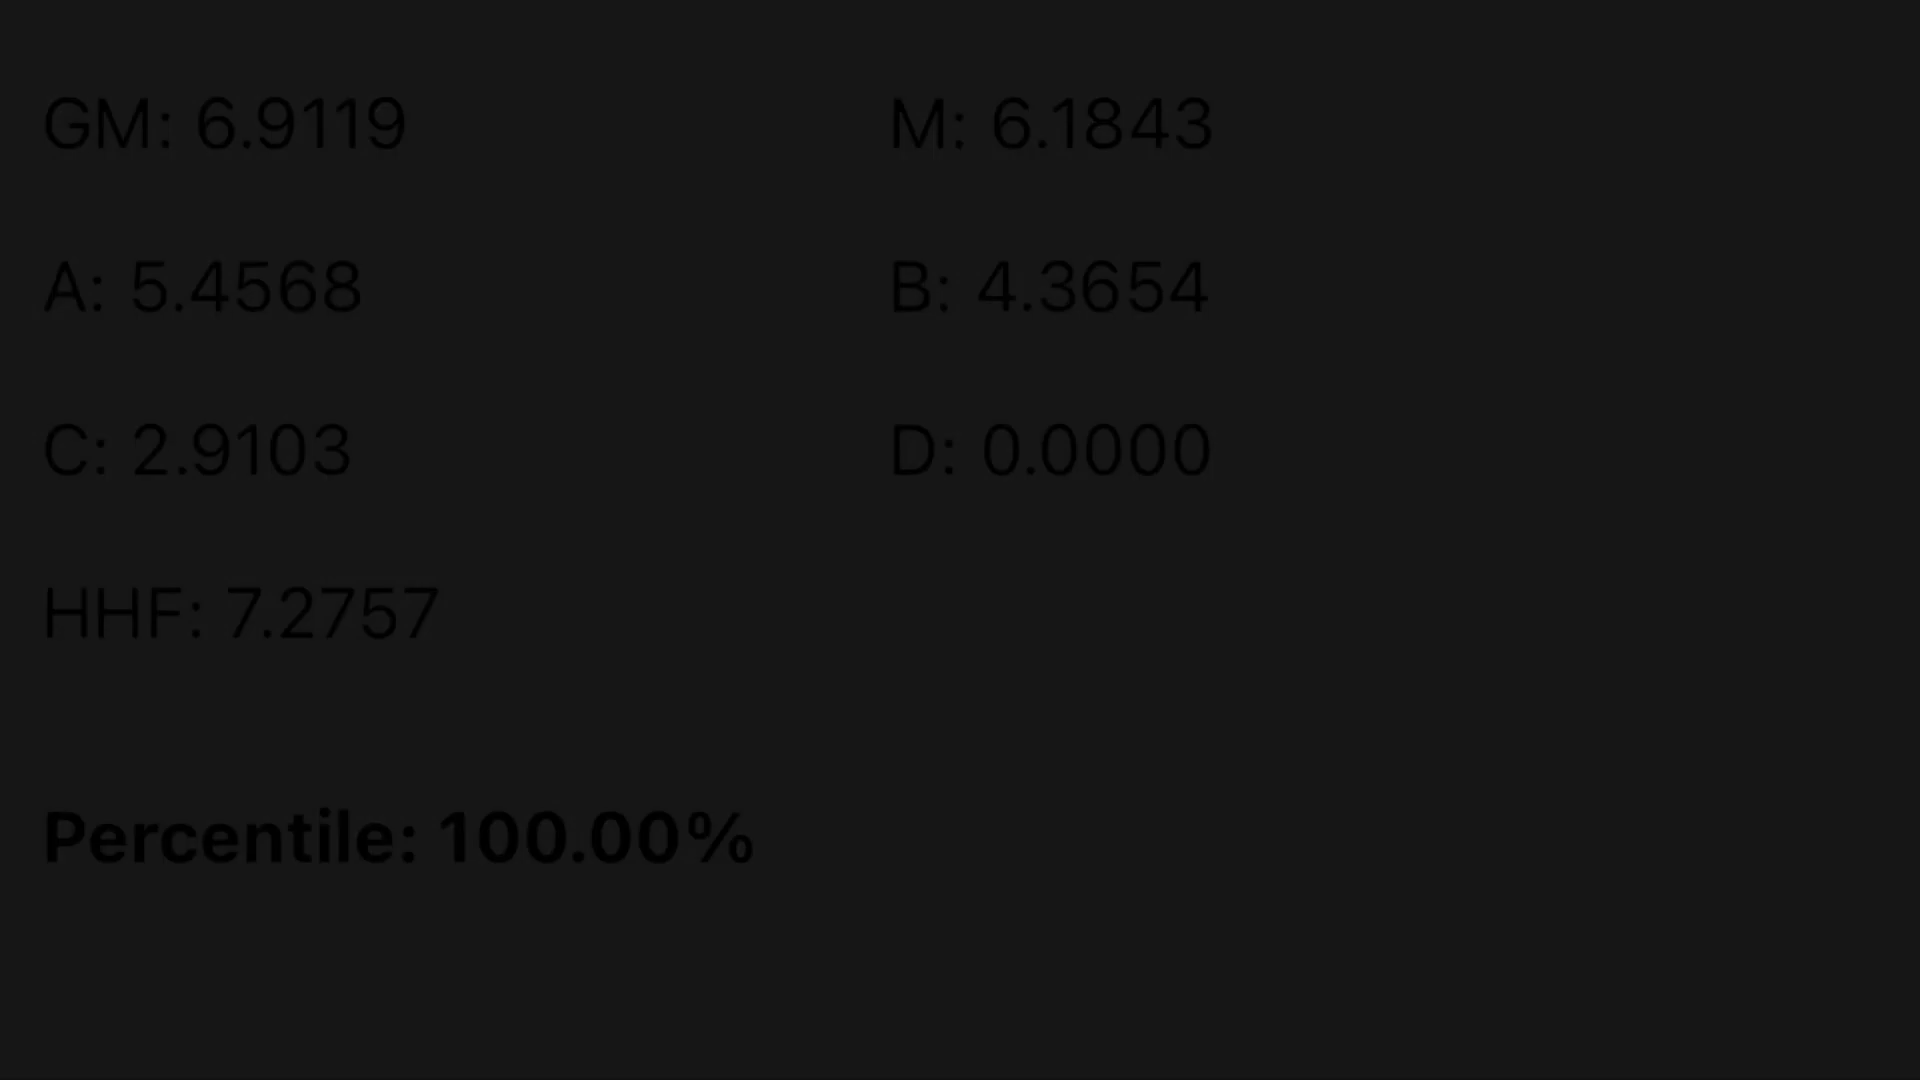 GM: 6.9119 M: 6.1843
A: 5.4568 B: 4.3654
C: 2.9103 D: 0.0000
HHF: 7.2757
Percentile: 100.00%